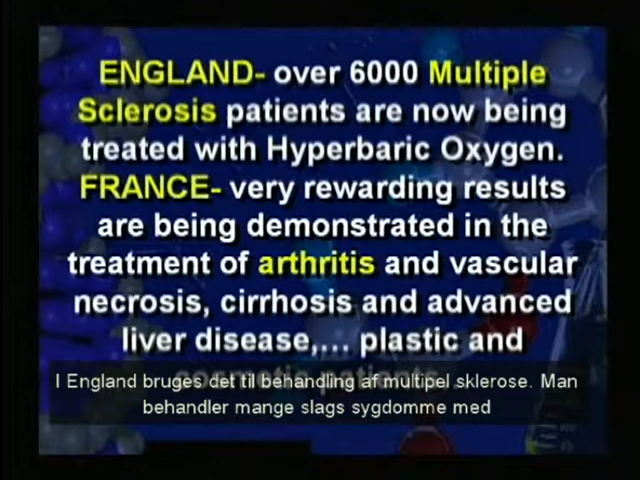 ENGLAND- over 6000 Multiple
Sclerosis patients are now being
treated with Hyperbaric Oxygen.
FRANCE- very rewarding results
are being demonstrated in the
treatment of arthritis and vascular
necrosis, cirrhosis and advanced
liver disease,... plastic and
cosmetic patients.
I England bruges det til behandling af multipel sklerose. Man
behandler mange slags sygdomme med